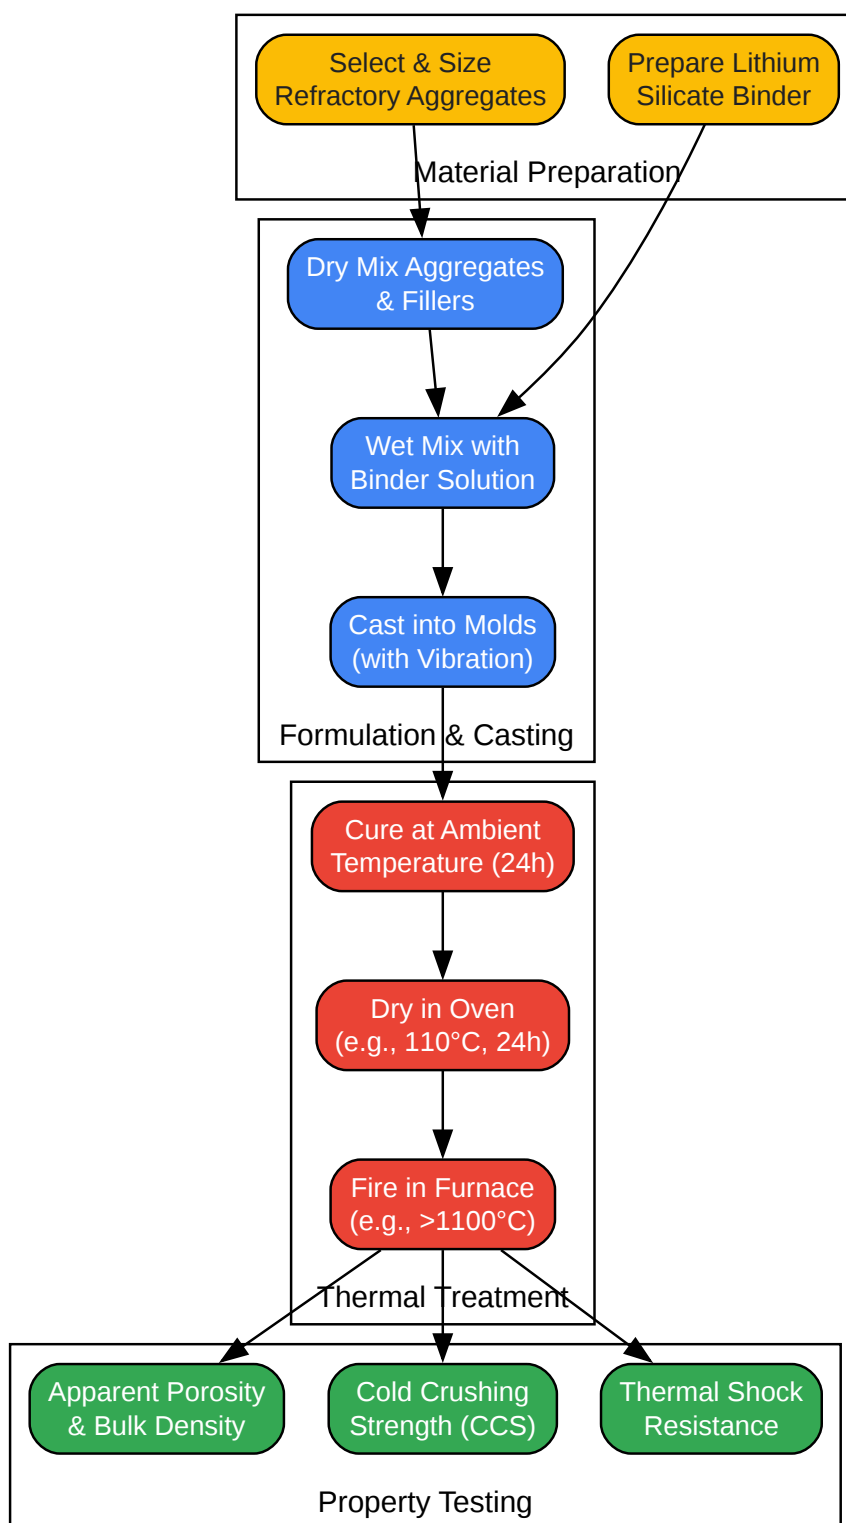 Select & Size
Refractory Aggregates
Prepare Lithium
Silicate Binder
Material Preparation
Dry Mix Aggregates
& Fillers
Wet Mix with
Binder Solution
Cast into Molds
(with Vibration)
Formulation & Casting
Cure at Ambient
Temperature (24h)
Dry in Oven
(e.g., 110°C, 24h)
Fire in Furnace
(e.g., >1100°C)
Thermal Treatment
Apparent Porosity
& Bulk Density
Cold Crushing
Strength (CCS)
Thermal Shock
Resistance
Property Testing